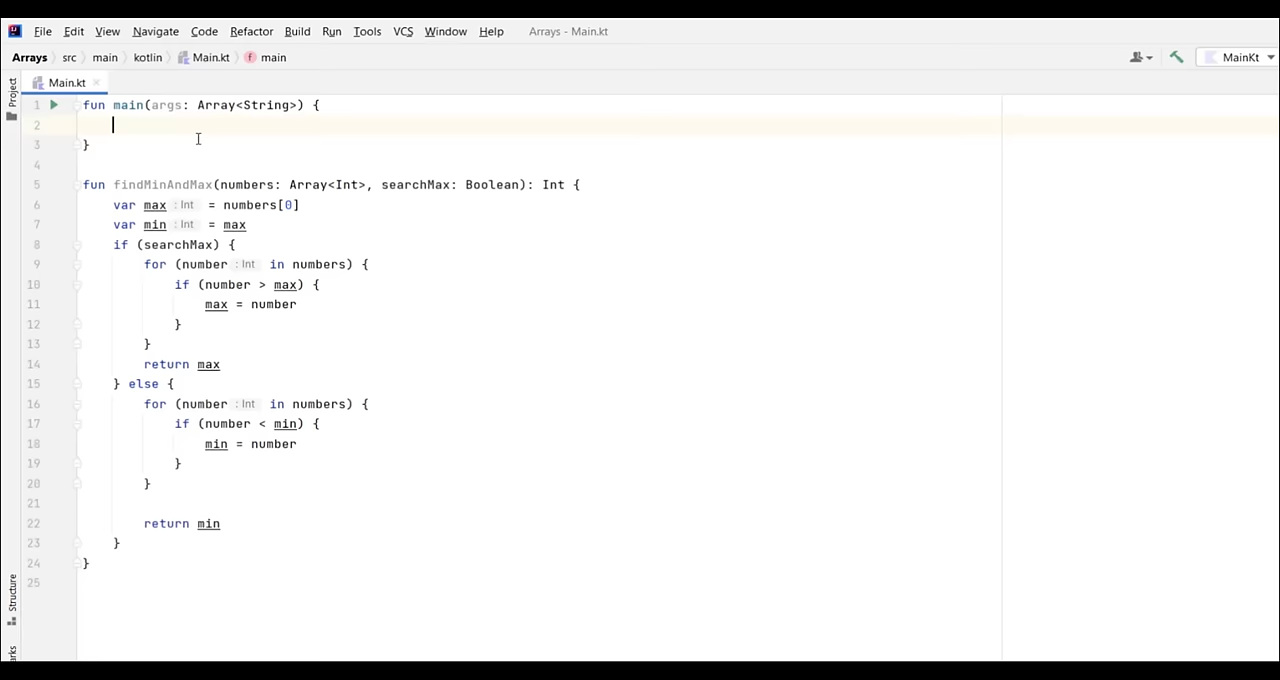 File Edit View Navigate Code Refactor Build Run Tools VCS Window Help Arrays - Main.kt
Arrays src main kotlin Main.kt main MainKt
Project
Main.kt
1 fun main(args: Array<String>) {
2
3 }
4
5 fun findMinAndMax(numbers: Array<Int>, searchMax: Boolean): Int {
6 var max : Int = numbers[0]
7 var min : Int = max
8 if (searchMax) {
9 for (number : Int in numbers) {
10 if (number > max) {
11 max = number
12 }
13 }
14 return max
15 } else {
16 for (number : Int in numbers) {
17 if (number < min) {
18 min = number
19 }
20 }
21
22 return min
23 }
24 }
25
Structure